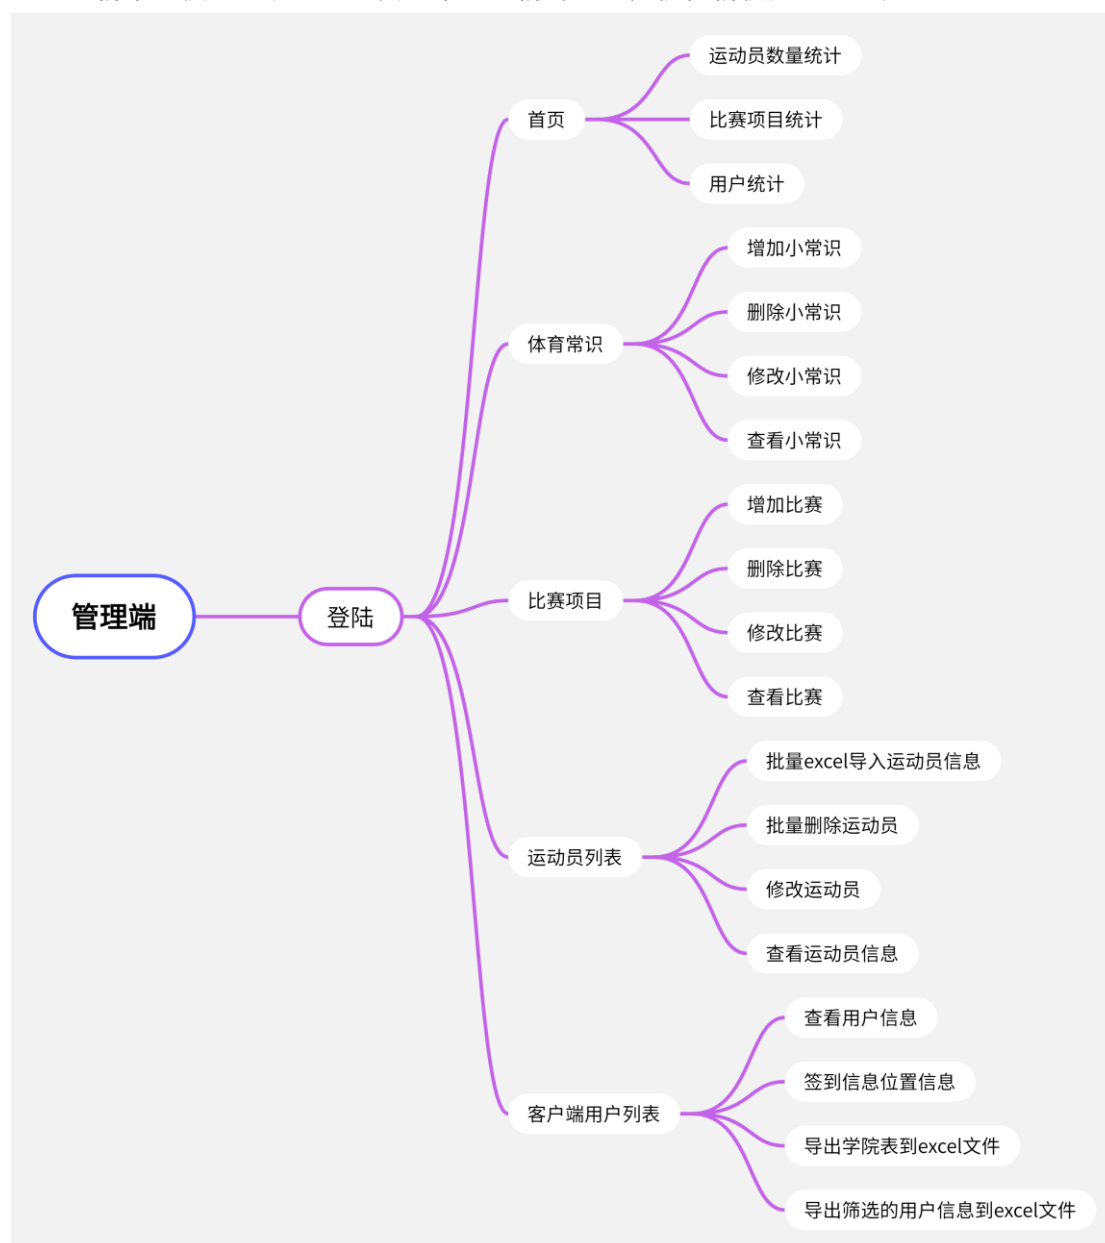 管理端
登陆
首页
运动员数量统计
比赛项目统计
用户统计
体育常识
增加小常识
删除小常识
修改小常识
查看小常识
比赛项目
增加比赛
删除比赛
修改比赛
查看比赛
运动员列表
批量excel导入运动员信息
批量删除运动员
修改运动员
查看运动员信息
客户端用户列表
查看用户信息
签到信息位置信息
导出学院表到excel文件
导出筛选的用户信息到excel文件